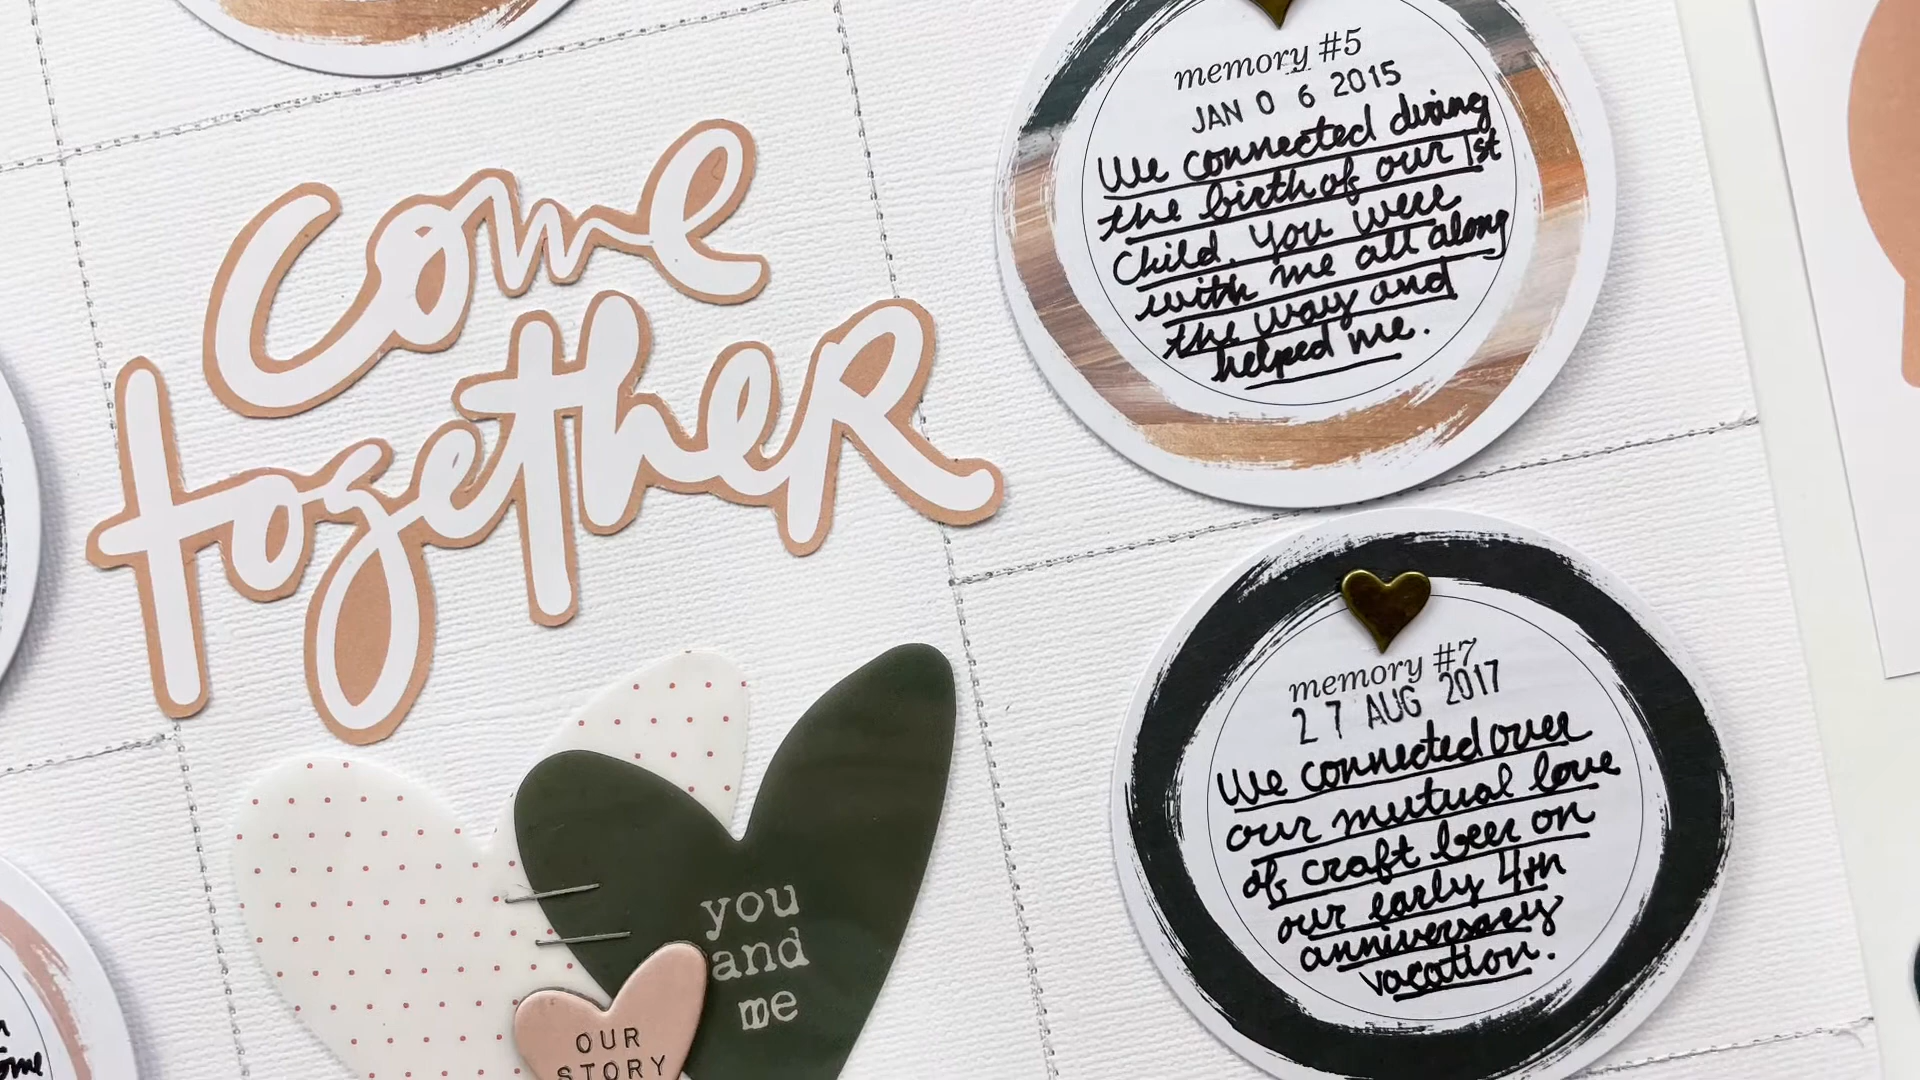 come
together
memory #5
JAN 0 6 2015
We connected during
the birth of our 1st
child. You were
with me all along
the way and
helped me.
memory #7
2 7 AUG 2017
We connected over
our mutual love
of craft beer on
our early 4th
anniversary
vacation.
you
and
me
OUR
STORY